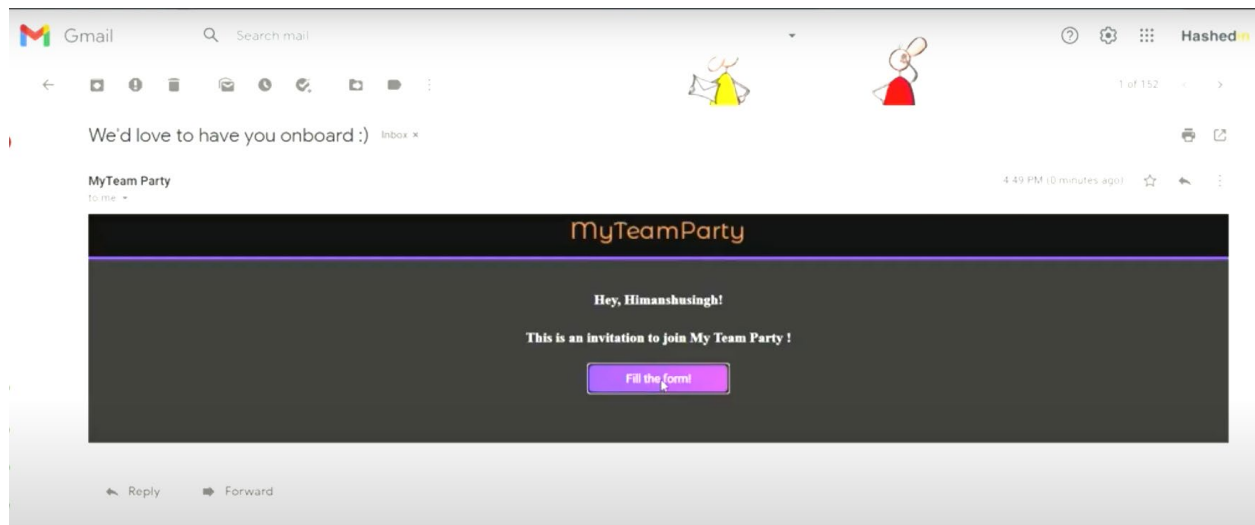 Gmail
Search mail
Hashedin
1 of 152
We'd love to have you onboard :) Inbox ×
MyTeam Party
4:49 PM (0 minutes ago)
to me
MyTeamParty
Hey, Himanshusingh!
This is an invitation to join My Team Party !
Fill the form!
Reply
Forward